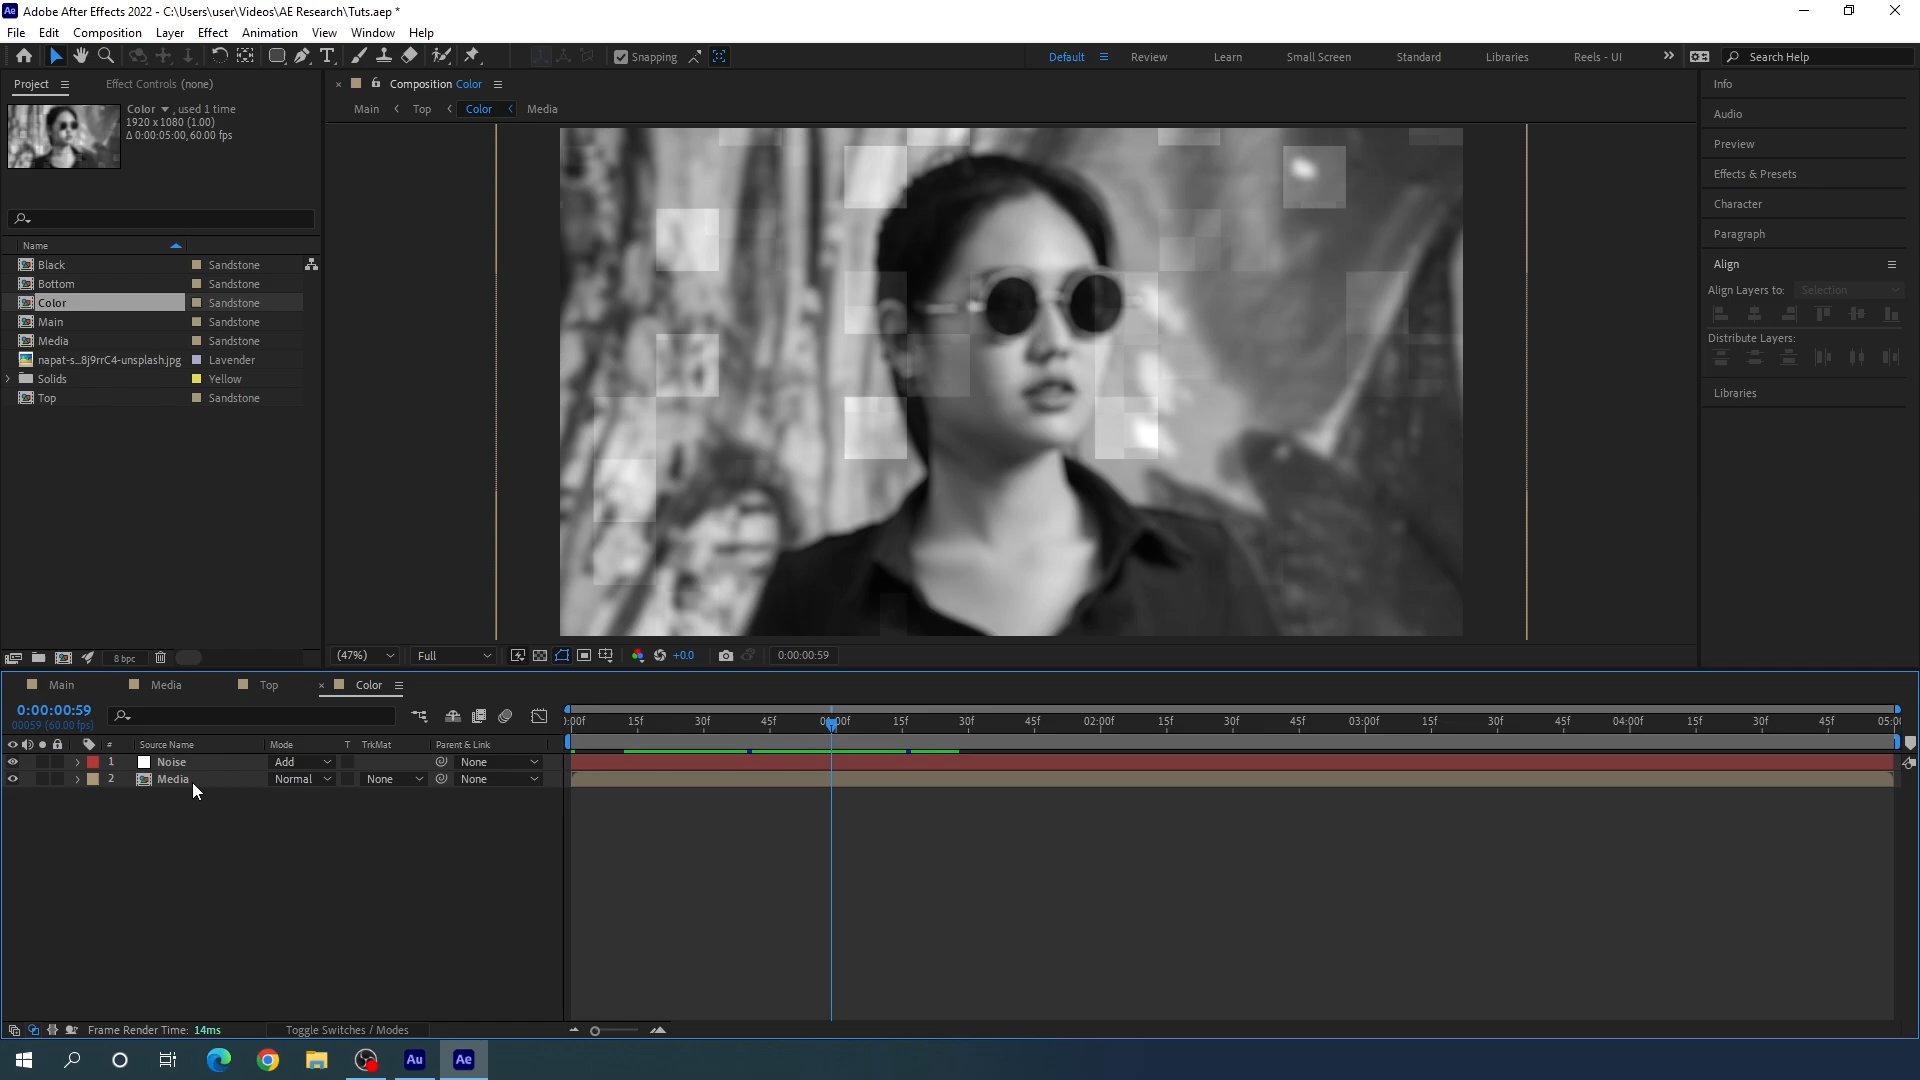 Ae Adobe After Effects 2022 - C:\Users\user\Videos\AE Research\Tuts.aep *
File Edit Composition Layer Effect Animation View Window Help
Snapping Default Review Learn Small Screen Standard Libraries Reels - UI Search Help
Project Effect Controls (none)
Color , used 1 time
1920 x 1080 (1.00)
Δ 0:00:05:00, 60.00 fps
Name
Black Sandstone
Bottom Sandstone
Color Sandstone
Main Sandstone
Media Sandstone
napat-s...8j9rrC4-unsplash.jpg Lavender
Solids Yellow
Top Sandstone
8 bpc
Composition Color
Main Top Color Media
(47%) Full +0.0 0:00:00:59
Info
Audio
Preview
Effects & Presets
Character
Paragraph
Align
Align Layers to: Selection
Distribute Layers:
Libraries
Main Media Top Color
0:00:00:59
00059 (60.00 fps)
:00f 15f 30f 45f 01:00f 15f 30f 45f 02:00f 15f 30f 45f 03:00f 15f 30f 45f 04:00f 15f 30f 45f 05:00
# Source Name Mode T TrkMat Parent & Link
1 Noise Add None
2 Media Normal None None
Frame Render Time: 14ms Toggle Switches / Modes
Au Ae